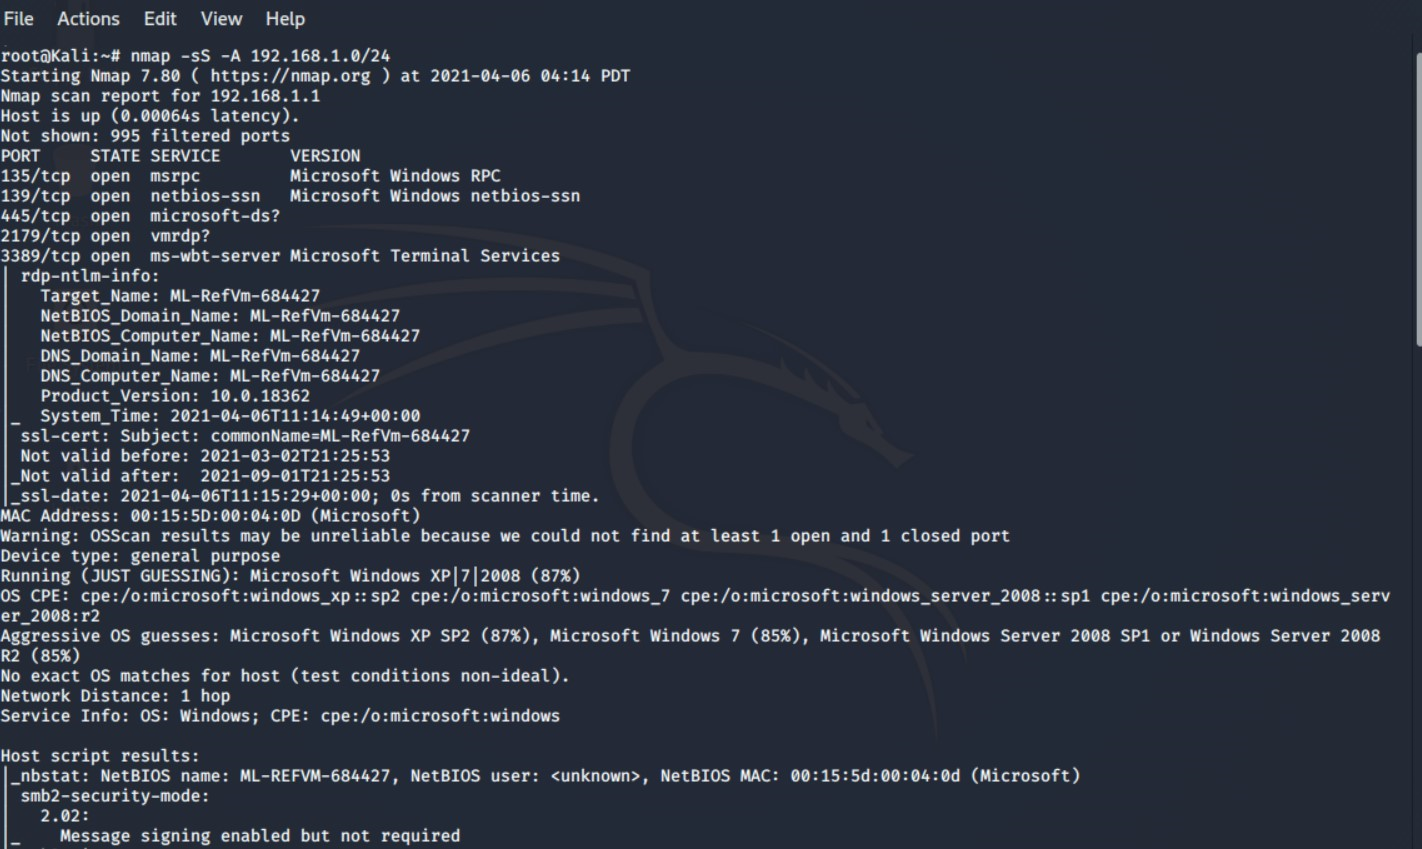 File Actions Edit View Help
root@Kali:~# nmap -sS -A 192.168.1.0/24
Starting Nmap 7.80 ( https://nmap.org ) at 2021-04-06 04:14 PDT
Nmap scan report for 192.168.1.1
Host is up (0.00064s latency).
Not shown: 995 filtered ports
PORT     STATE SERVICE       VERSION
135/tcp  open  msrpc         Microsoft Windows RPC
139/tcp  open  netbios-ssn   Microsoft Windows netbios-ssn
445/tcp  open  microsoft-ds?
2179/tcp open  vmrdp?
3389/tcp open  ms-wbt-server Microsoft Terminal Services
| rdp-ntlm-info:
|   Target_Name: ML-RefVm-684427
|   NetBIOS_Domain_Name: ML-RefVm-684427
|   NetBIOS_Computer_Name: ML-RefVm-684427
|   DNS_Domain_Name: ML-RefVm-684427
|   DNS_Computer_Name: ML-RefVm-684427
|   Product_Version: 10.0.18362
|_  System_Time: 2021-04-06T11:14:49+00:00
| ssl-cert: Subject: commonName=ML-RefVm-684427
| Not valid before: 2021-03-02T21:25:53
|_Not valid after:  2021-09-01T21:25:53
|_ssl-date: 2021-04-06T11:15:29+00:00; 0s from scanner time.
MAC Address: 00:15:5D:00:04:0D (Microsoft)
Warning: OSScan results may be unreliable because we could not find at least 1 open and 1 closed port
Device type: general purpose
Running (JUST GUESSING): Microsoft Windows XP|7|2008 (87%)
OS CPE: cpe:/o:microsoft:windows_xp::sp2 cpe:/o:microsoft:windows_7 cpe:/o:microsoft:windows_server_2008::sp1 cpe:/o:microsoft:windows_serv
er_2008:r2
Aggressive OS guesses: Microsoft Windows XP SP2 (87%), Microsoft Windows 7 (85%), Microsoft Windows Server 2008 SP1 or Windows Server 2008
R2 (85%)
No exact OS matches for host (test conditions non-ideal).
Network Distance: 1 hop
Service Info: OS: Windows; CPE: cpe:/o:microsoft:windows
Host script results:
|_nbstat: NetBIOS name: ML-REFVM-684427, NetBIOS user: <unknown>, NetBIOS MAC: 00:15:5d:00:04:0d (Microsoft)
| smb2-security-mode:
|   2.02:
|_    Message signing enabled but not required